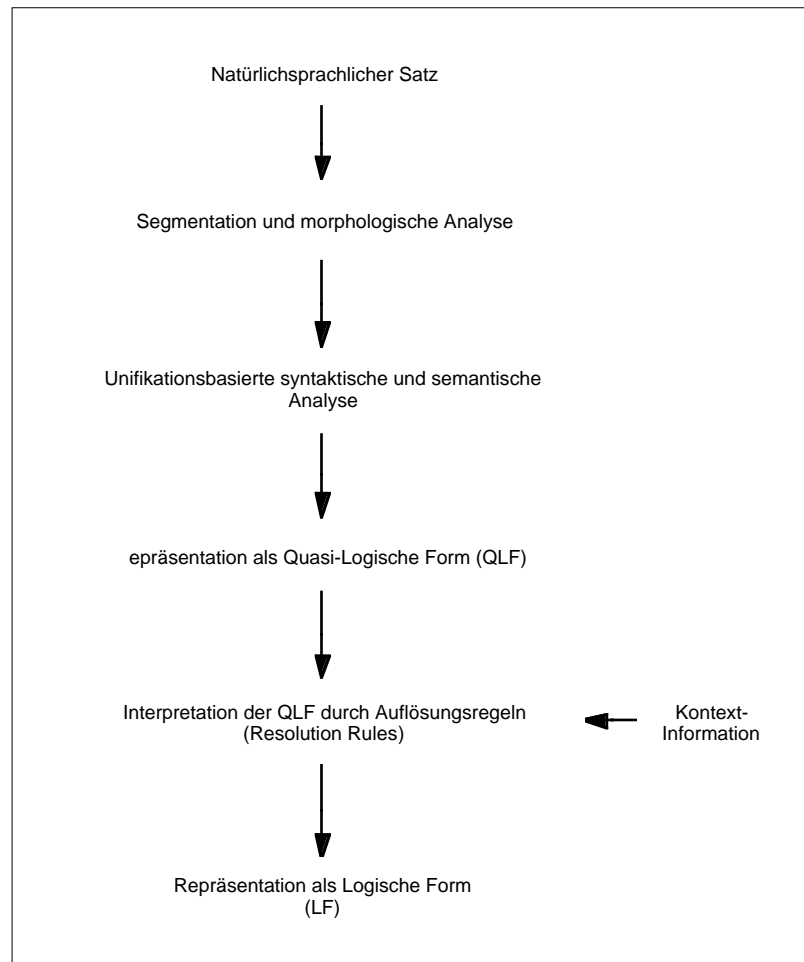 Natürlichsprachlicher Satz
Segmentation und morphologische Analyse
Unifikationsbasierte syntaktische und semantische
Analyse
epräsentation als Quasi-Logische Form (QLF)
Interpretation der QLF durch Auflösungsregeln
(Resolution Rules)
Kontext-
Information
Repräsentation als Logische Form
(LF)